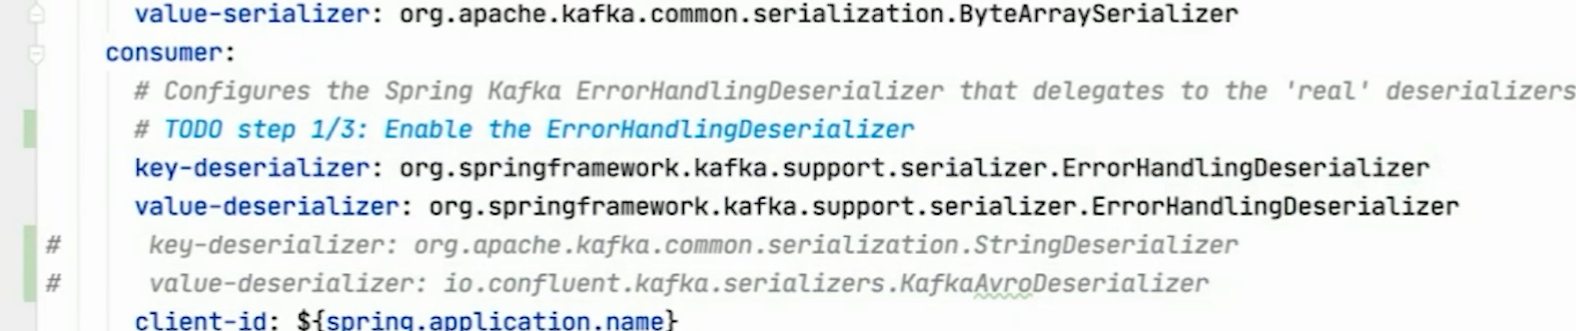 value-serializer: org.apache.kafka.common.serialization.ByteArraySerializer
consumer:
# Configures the Spring Kafka ErrorHandlingDeserializer that delegates to the 'real' deserializers
# TODO step 1/3: Enable the ErrorHandlingDeserializer
key-deserializer: org.springframework.kafka.support.serializer.ErrorHandlingDeserializer
value-deserializer: org.springframework.kafka.support.serializer.ErrorHandlingDeserializer
# key-deserializer: org.apache.kafka.common.serialization.StringDeserializer
# value-deserializer: io.confluent.kafka.serializers.KafkaAvroDeserializer
client-id: ${spring.application.name}